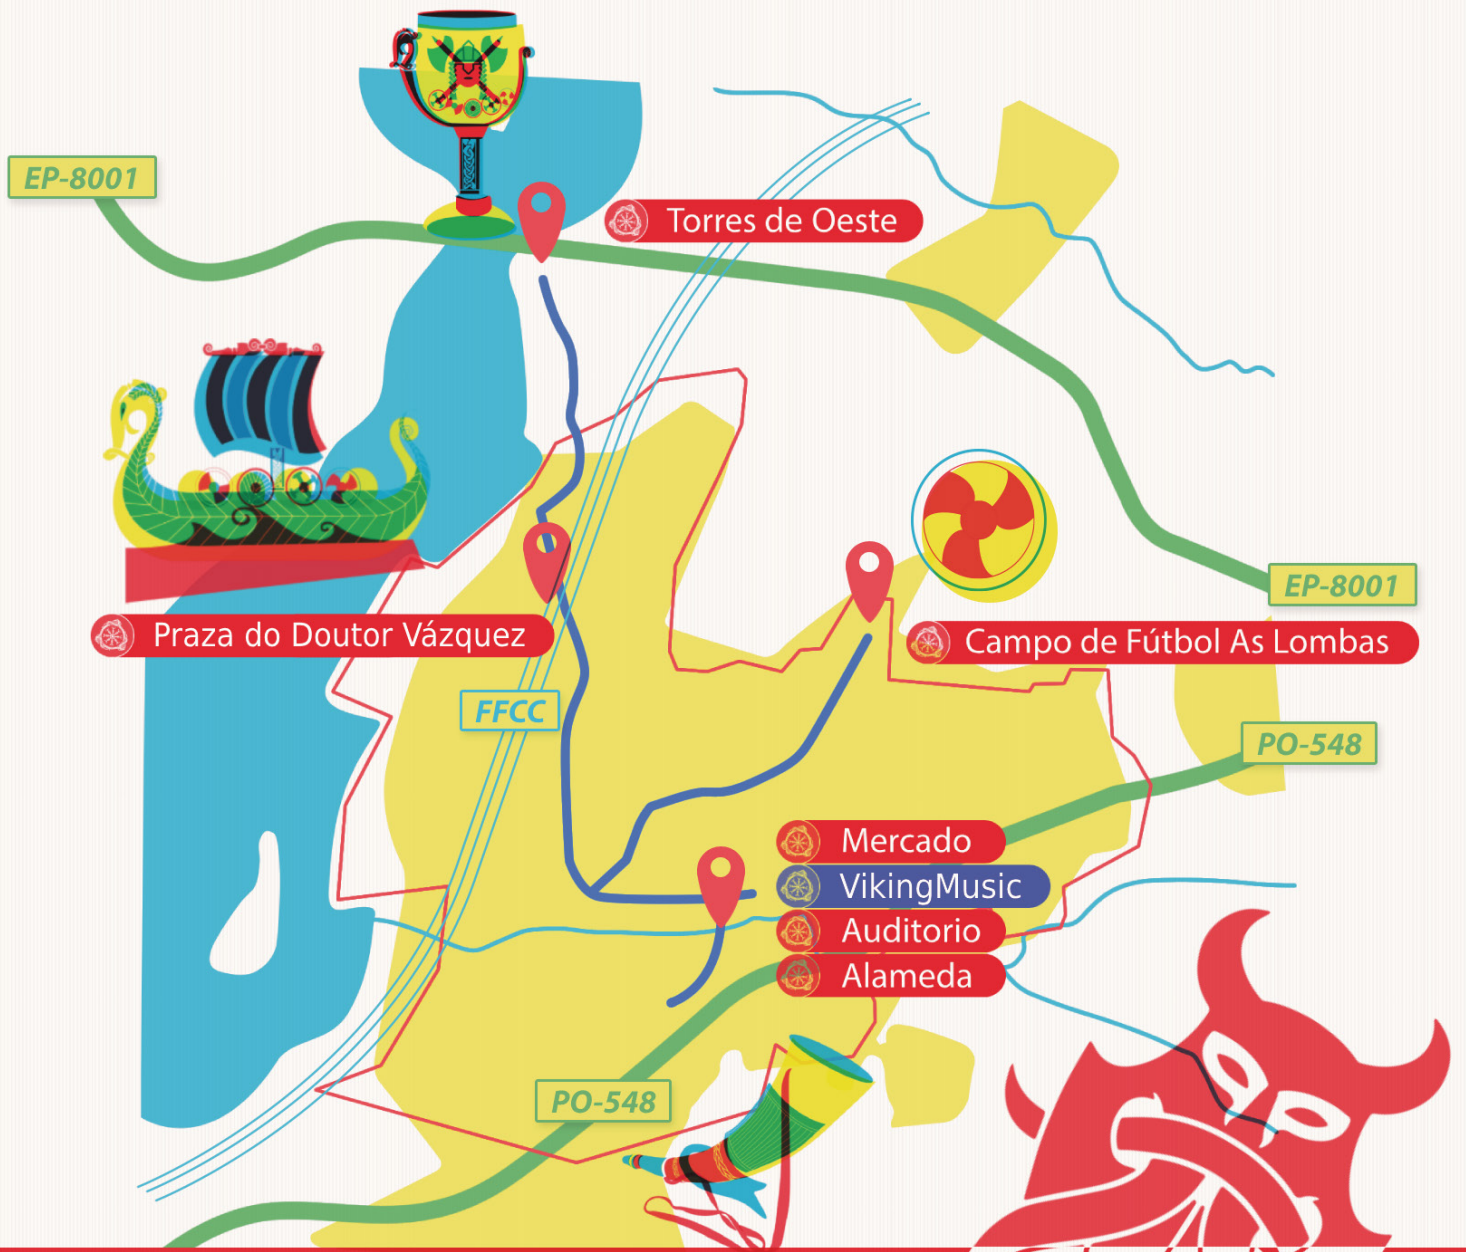 EP-8001
Torres de Oeste
EP-8001
Praza do Doutor Vázquez
Campo de Fútbol As Lombas
FFCC
PO-548
Mercado
VikingMusic
Auditorio
Alameda
PO-548